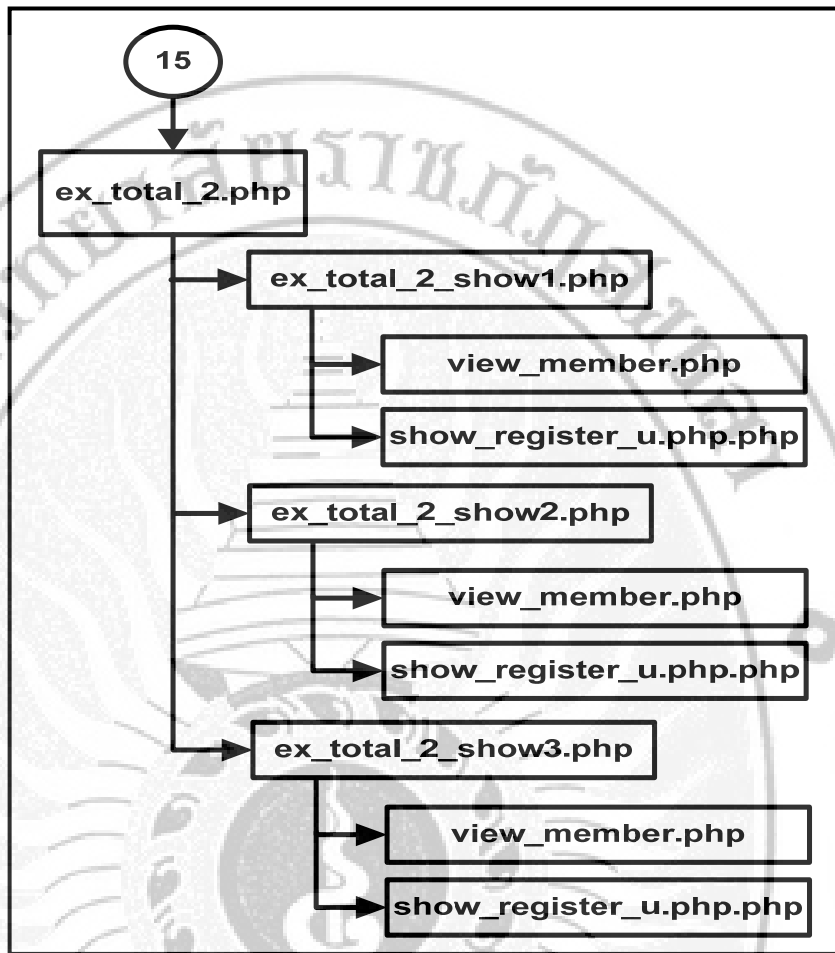 15
ex_total_2.php
ex_total_2_show1.php
view_member.php
show_register_u.php.php
ex_total_2_show2.php
view_member.php
show_register_u.php.php
ex_total_2_show3.php
view_member.php
show_register_u.php.php